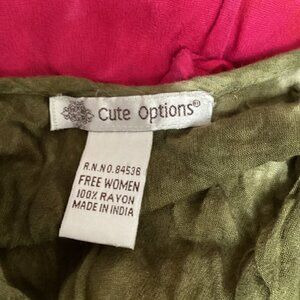 Cute Options®
R.N.NO.84536
FREE WOMEN
100% RAYON
MADE IN INDIA